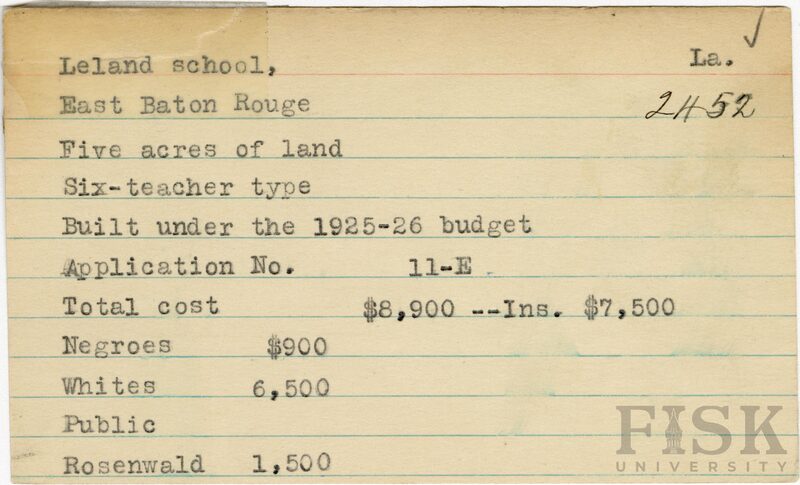 Leland school, La.
East Baton Rouge 2452
Five acres of land
Six-teacher type
Built under the 1925-26 budget
Application No. 11-E
Total cost $8,900 --Ins. $7,500
Negroes $900
Whites 6,500
Public
Rosenwald 1,500
FISK
UNIVERSITY